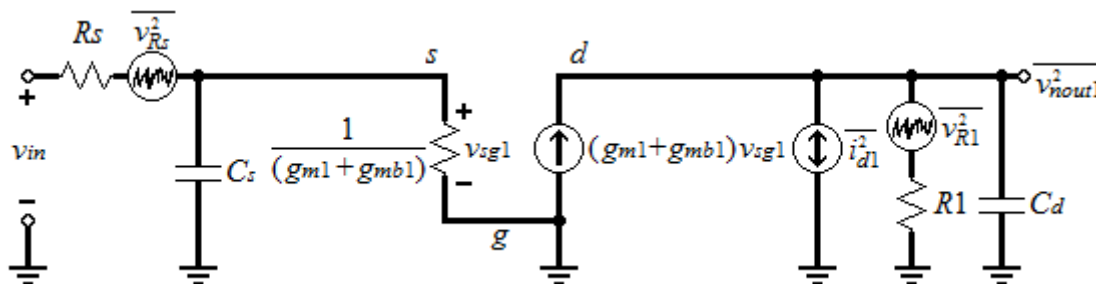 Rs
v²Rs
s
d
v²nout1
+
+
vin
Cs
1
(gm1+gmb1)
vsg1
(gm1+gmb1)vsg1
i²d1
v²R1
R1
Cd
−
−
g